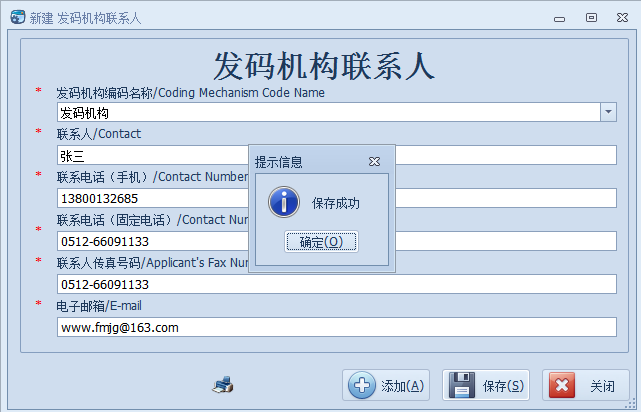 新建 发码机构联系人
发码机构联系人
* 发码机构编码名称/Coding Mechanism Code Name
发码机构
* 联系人/Contact
张三
* 联系电话（手机）/Contact Number
13800132685
* 联系电话（固定电话）/Contact Nu
0512-66091133
* 联系人传真号码/Applicant's Fax Nu
0512-66091133
* 电子邮箱/E-mail
www.fmjg@163.com
提示信息
保存成功
确定(O)
添加(A)
保存(S)
关闭